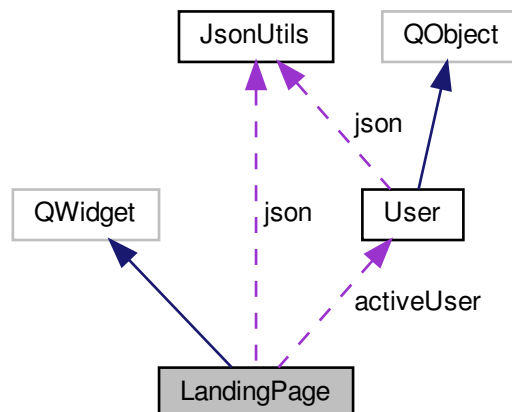 JsonUtils
QObject
json
QWidget
json
User
activeUser
LandingPage